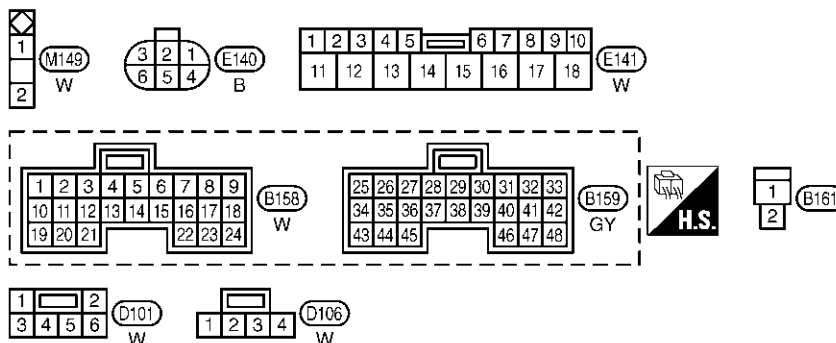 1 2 M149 W
3 2 1 6 5 4 E140 B
1 2 3 4 5 6 7 8 9 10
11 12 13 14 15 16 17 18 E141 W
1 2 3 4 5 6 7 8 9
10 11 12 13 14 15 16 17 18
19 20 21 22 23 24
B158 W
25 26 27 28 29 30 31 32 33
34 35 36 37 38 39 40 41 42
43 44 45 46 47 48
B159 GY
H.S.
1 2 B161
1 2
3 4 5 6
D101 W
1 2 3 4
D106 W